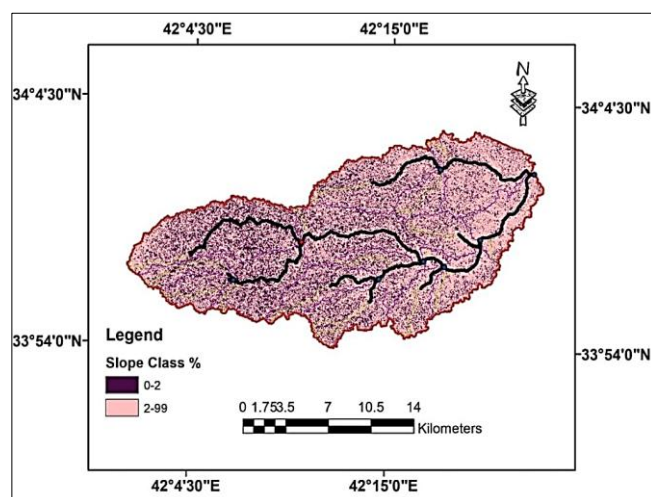 42°4'30"E 42°15'0"E
N
34°4'30"N 34°4'30"N
33°54'0"N 33°54'0"N
Legend
Slope Class %
0-2
2-99
0 1.75 3.5 7 10.5 14
Kilometers
42°4'30"E 42°15'0"E